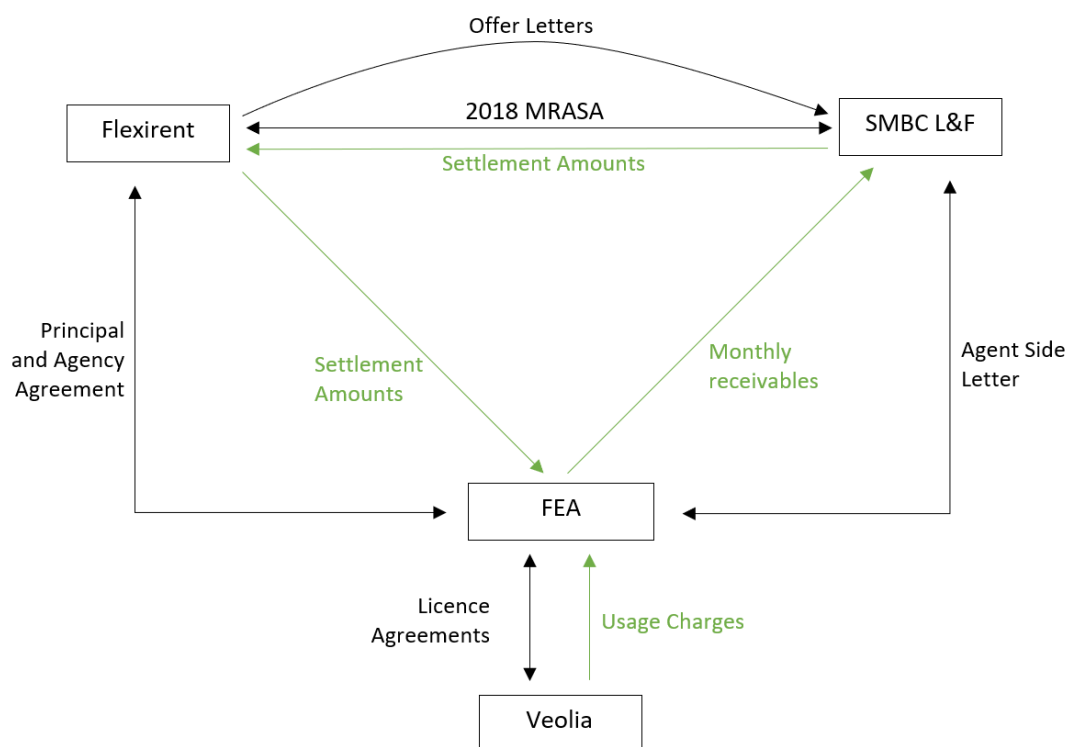 Offer Letters
2018 MRASA
Flexirent
SMBC L&F
Settlement Amounts
Principal
and Agency
Agreement
Settlement
Amounts
Monthly
receivables
Agent Side
Letter
FEA
Licence
Agreements
Usage Charges
Veolia